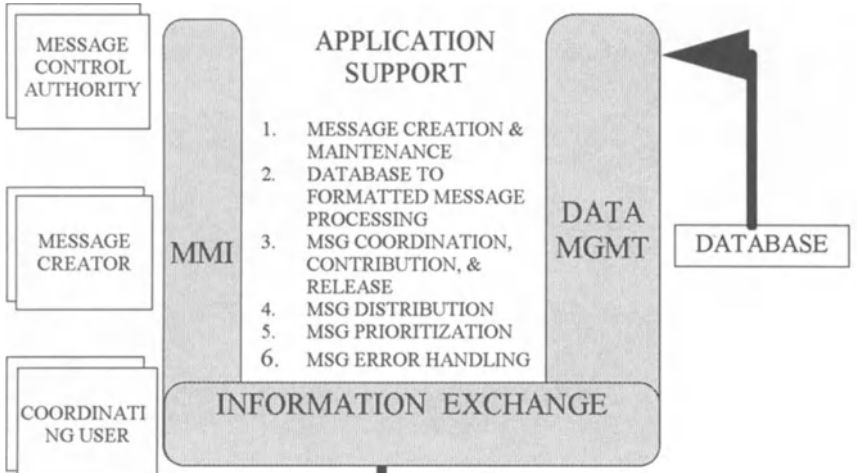 MESSAGE
CONTROL
AUTHORITY
MESSAGE
CREATOR
COORDINATI
NG USER
MMI
APPLICATION
SUPPORT
1. MESSAGE CREATION &
MAINTENANCE
2. DATABASE TO
FORMATTED MESSAGE
PROCESSING
3. MSG COORDINATION,
CONTRIBUTION, &
RELEASE
4. MSG DISTRIBUTION
5. MSG PRIORITIZATION
6. MSG ERROR HANDLING
DATA
MGMT
DATABASE
INFORMATION EXCHANGE